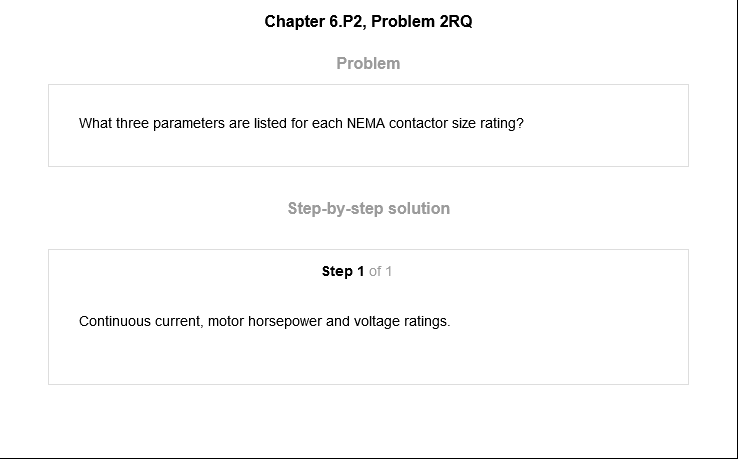 Chapter 6.P2, Problem 2RQ
Problem
What three parameters are listed for each NEMA contactor size rating?
Step-by-step solution
Step 1 of 1
Continuous current, motor horsepower and voltage ratings.